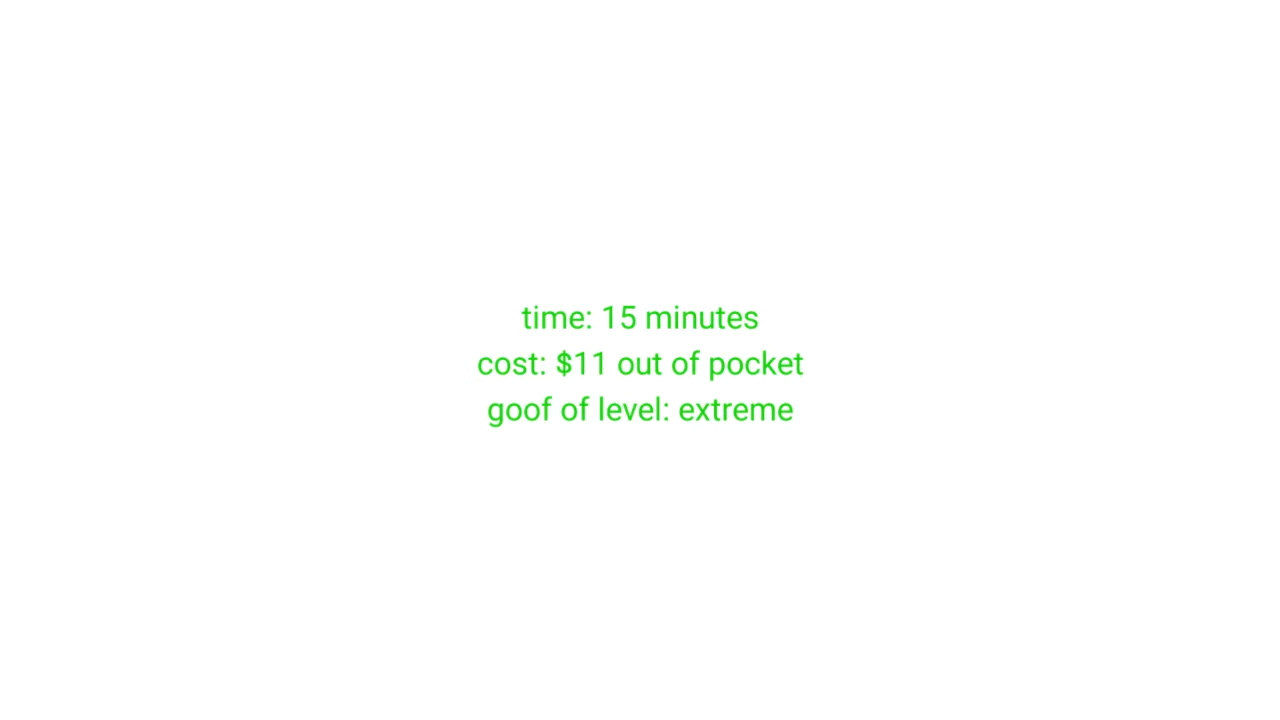 time: 15 minutes
cost: $11 out of pocket
goof of level: extreme